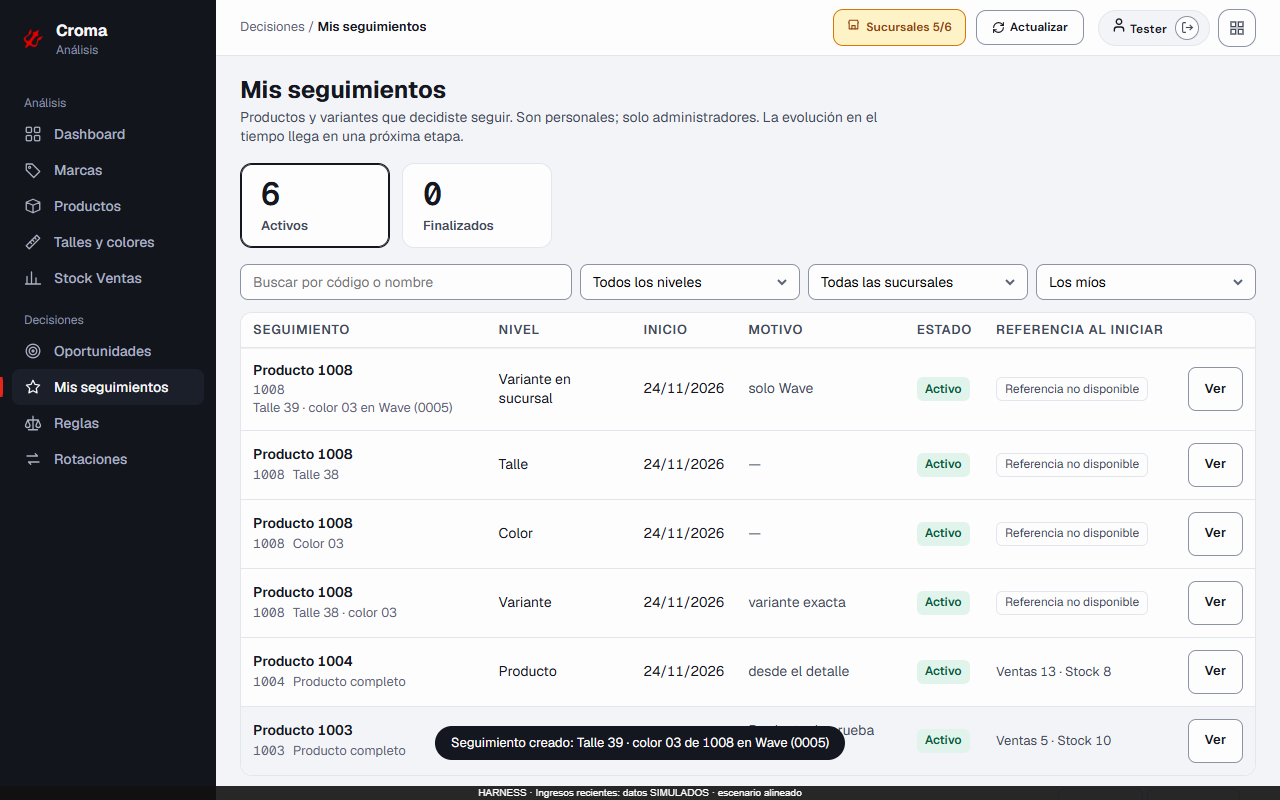 Croma
Análisis
Análisis
Dashboard
Marcas
Productos
Talles y colores
Stock Ventas
Decisiones
Oportunidades
Mis seguimientos
Reglas
Rotaciones
Decisiones / Mis seguimientos
Sucursales 5/6
Actualizar
Tester
Mis seguimientos
Productos y variantes que decidiste seguir. Son personales; solo administradores. La evolución en el
tiempo llega en una próxima etapa.
6
Activos
0
Finalizados
Buscar por código o nombre
Todos los niveles
Todas las sucursales
Los míos
SEGUIMIENTO NIVEL INICIO MOTIVO ESTADO REFERENCIA AL INICIAR
Producto 1008
1008
Talle 39 · color 03 en Wave (0005)
Variante en
sucursal
24/11/2026
solo Wave
Activo
Referencia no disponible
Ver
Producto 1008
1008 Talle 38
Talle
24/11/2026
—
Activo
Referencia no disponible
Ver
Producto 1008
1008 Color 03
Color
24/11/2026
—
Activo
Referencia no disponible
Ver
Producto 1008
1008 Talle 38 · color 03
Variante
24/11/2026
variante exacta
Activo
Referencia no disponible
Ver
Producto 1004
1004 Producto completo
Producto
24/11/2026
desde el detalle
Activo
Ventas 13 · Stock 8
Ver
Producto 1003
1003 Producto completo
Activo
Ventas 5 · Stock 10
Ver
Seguimiento creado: Talle 39 · color 03 de 1008 en Wave (0005)
HARNESS · Ingresos recientes: datos SIMULADOS · escenario alineado